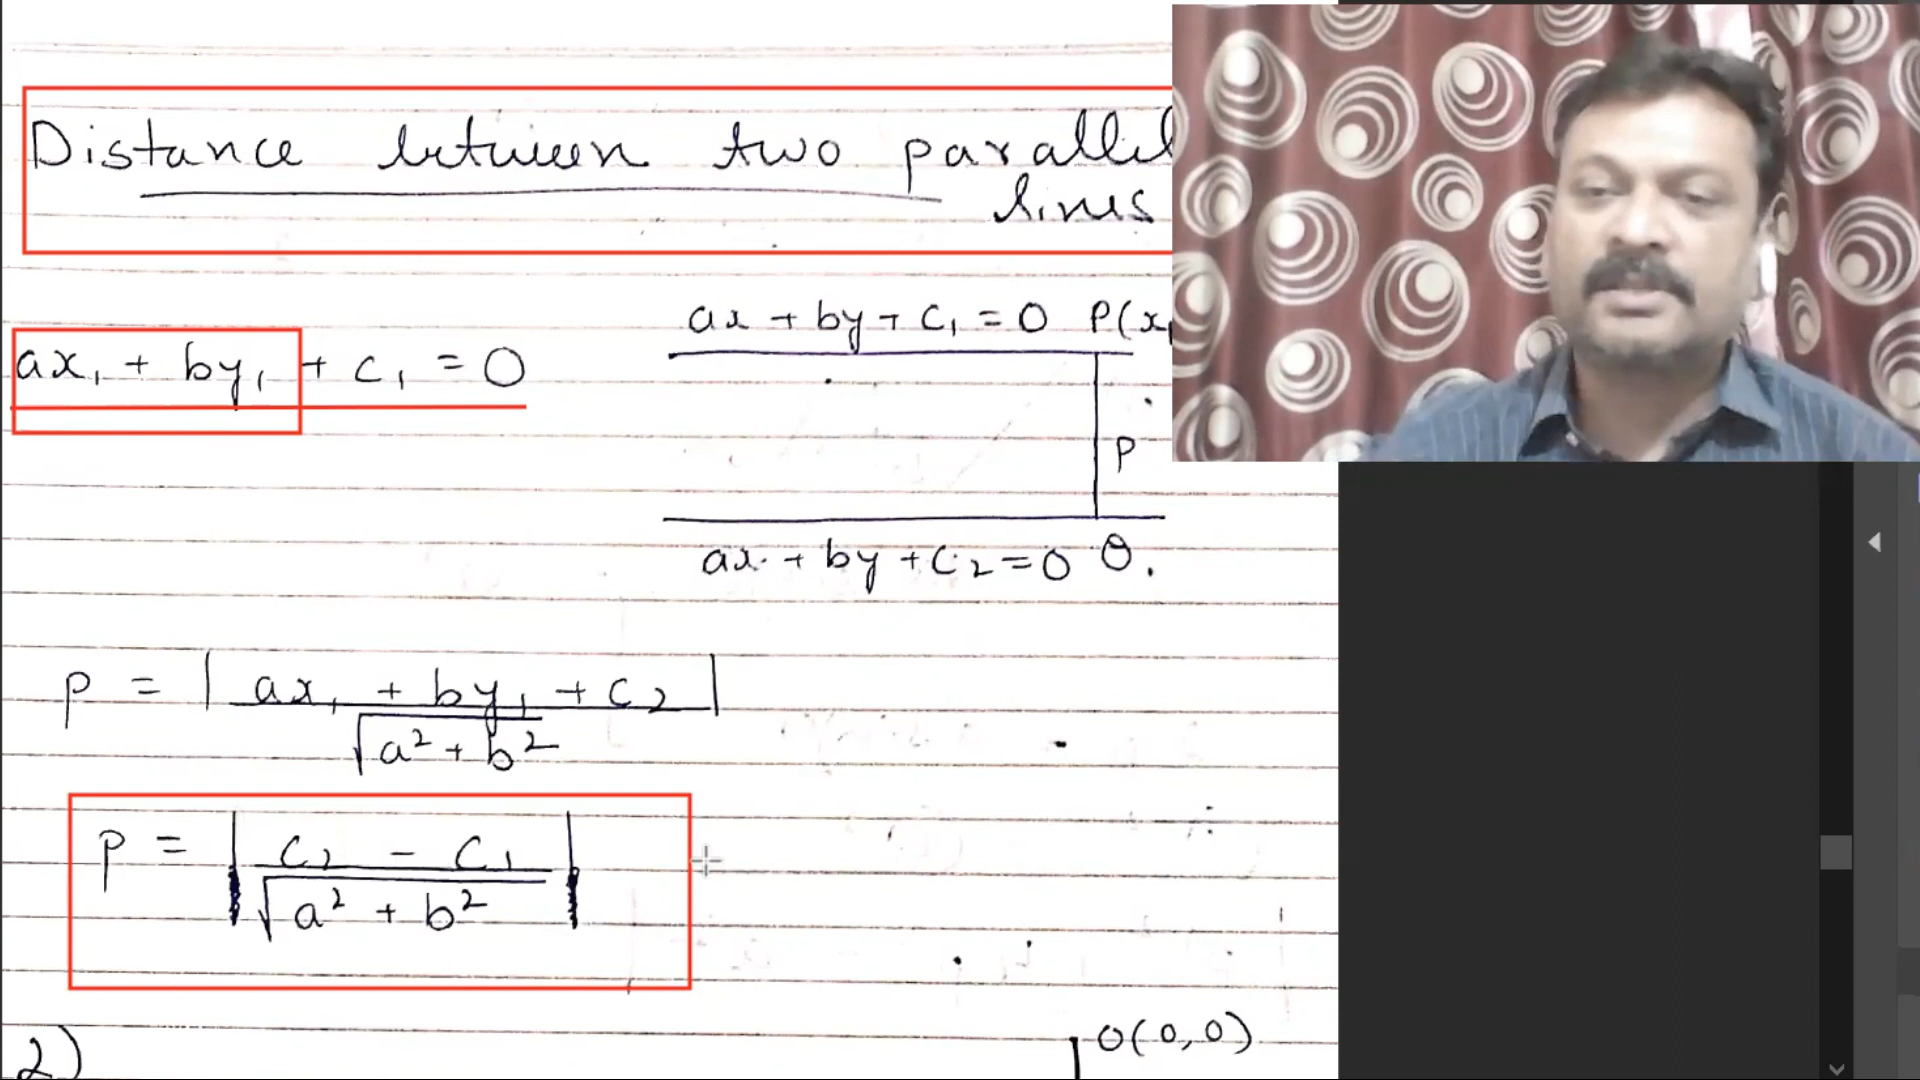 Distance between two parallel
lines
ax₁ + by₁ + c₁ = 0
ax + by + c₁ = 0 P(x₁
p
ax + by + c₂ = 0 Q.
p = | ax₁ + by₁ + c₂ |
√a² + b²
p = | c₂ - c₁ |
√a² + b²
2)
O(0,0)